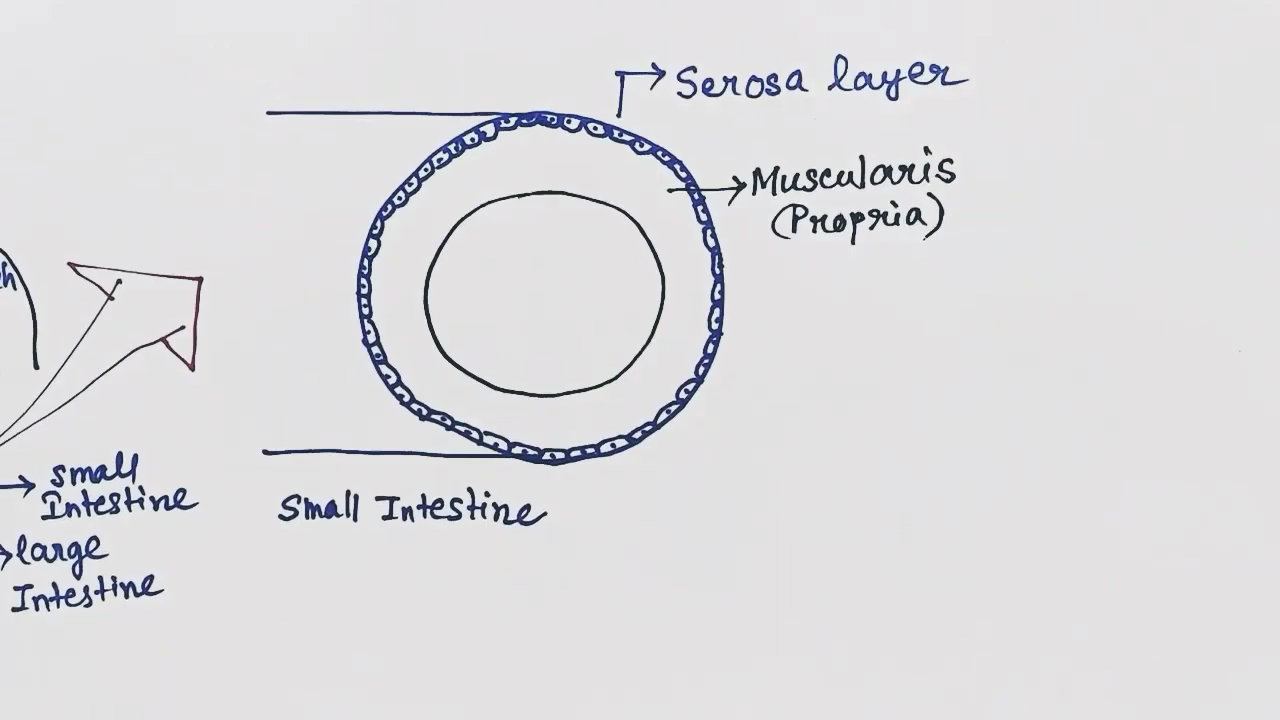 Serosa layer
Muscularis
(Propria)
small
Intestine
large
Intestine
Small Intestine